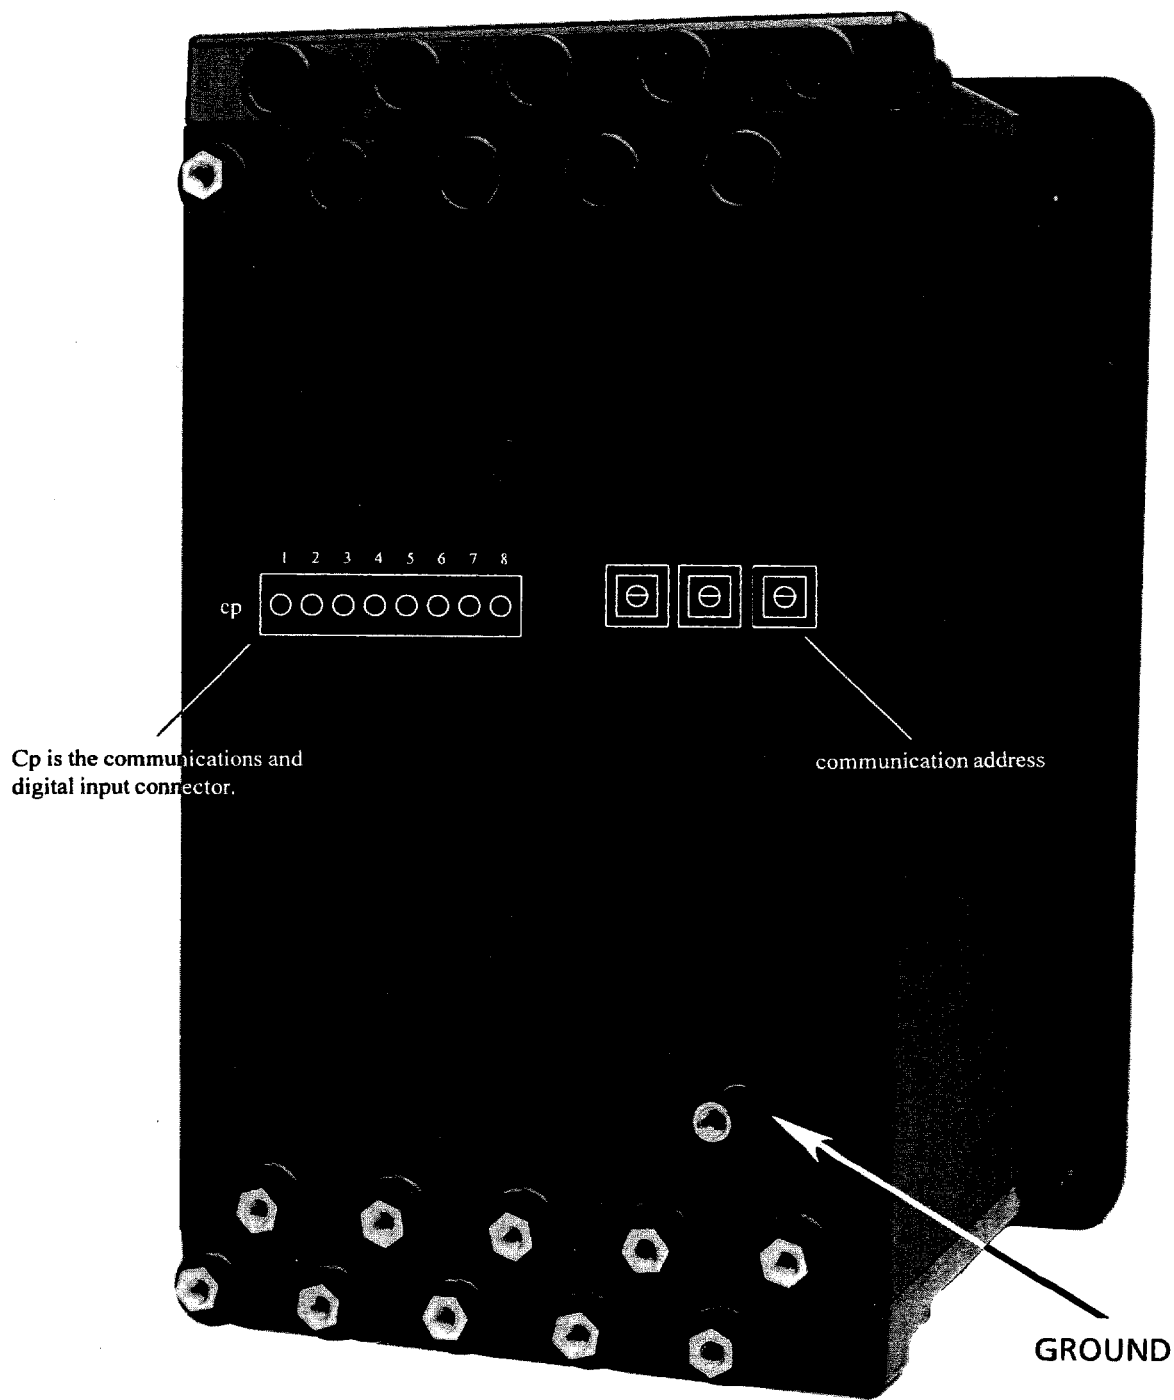 1 2 3 4 5 6 7 8
cp
Cp is the communications and
digital input connector.
communication address
GROUND